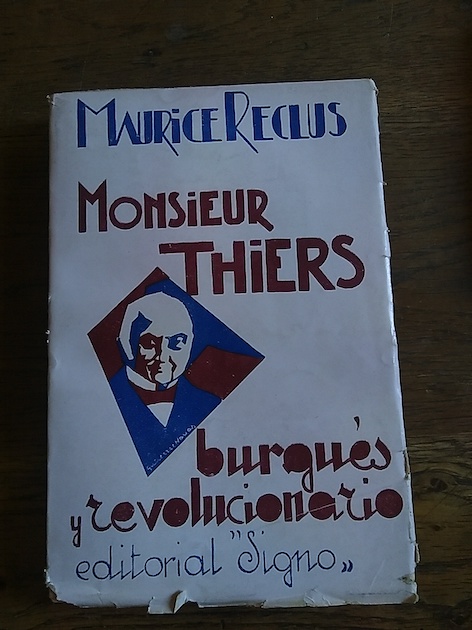 MAURICE RECLUS
MONSiEUR
THiERS
burgués
y revolucionario
editorial "Signo"